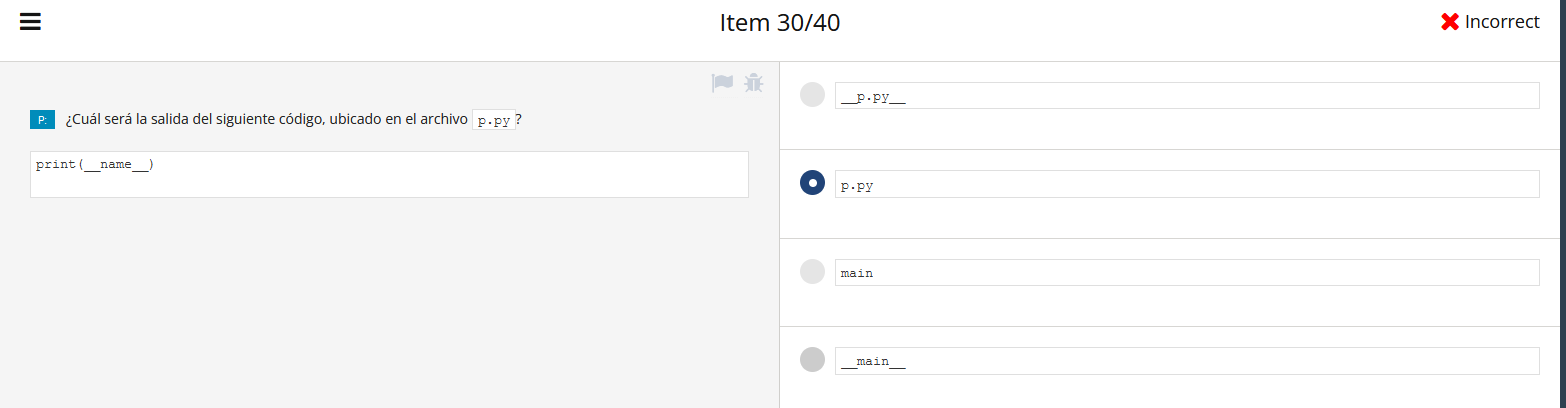 Item 30/40
Incorrect
P: ¿Cuál será la salida del siguiente código, ubicado en el archivo p.py?
print(__name__)
__p.py__
p.py
main
__main__